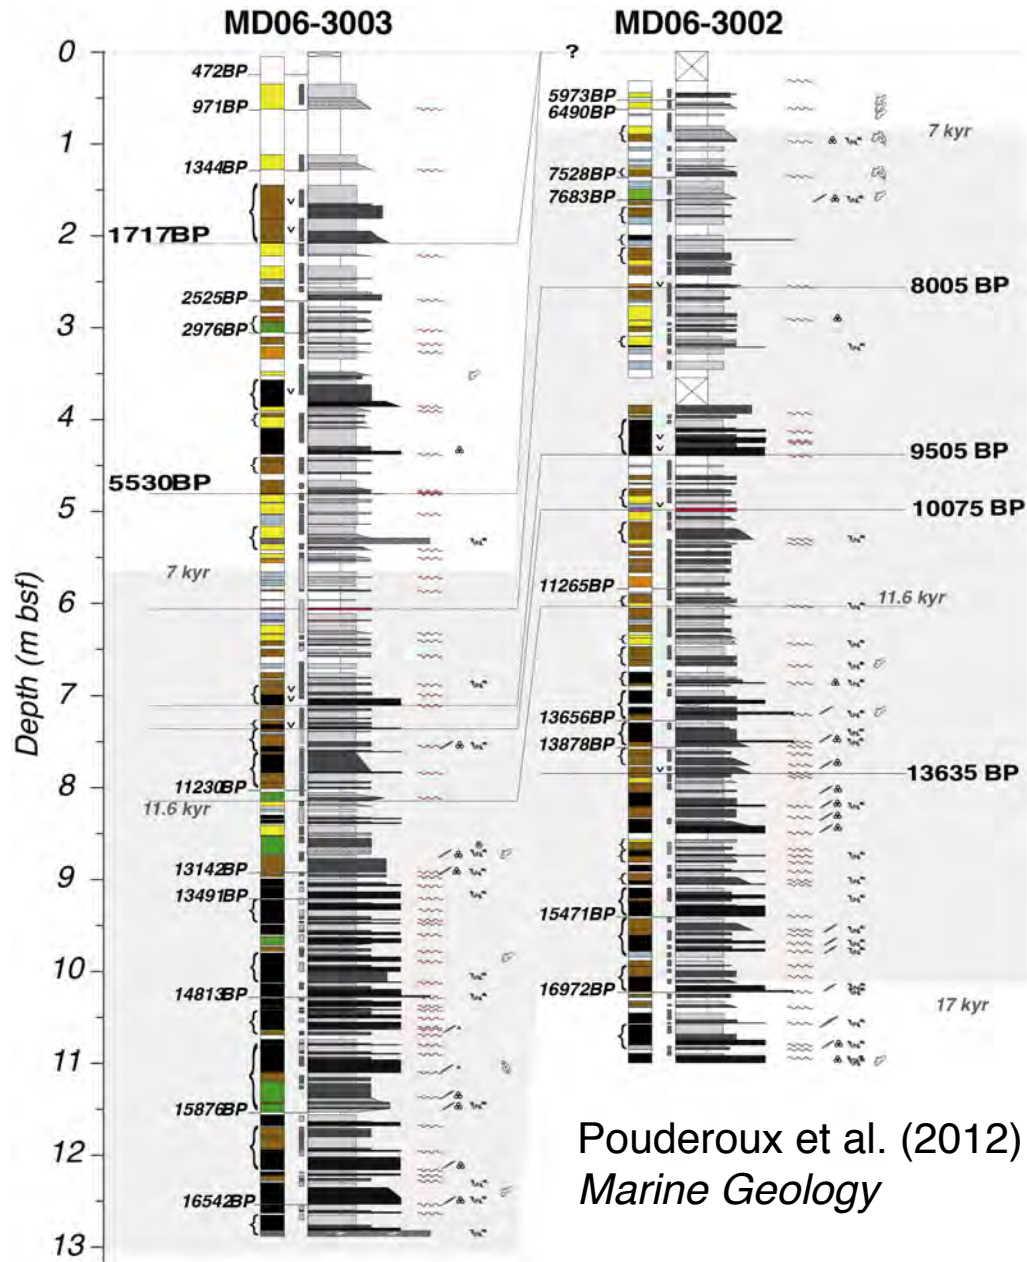 MD06-3003
MD06-3002
0
?
472BP
971BP
1
1344BP
1717BP
2
2525BP
2976BP
3
4
5530BP
5
7 kyr
6
7
11230BP
8
11.6 kyr
13142BP
9
13491BP
10
14813BP
11
15876BP
12
16542BP
13
Depth (m bsf)
5973BP
6490BP
7 kyr
7528BP
7683BP
8005 BP
9505 BP
10075 BP
11265BP
11.6 kyr
13656BP
13878BP
13635 BP
15471BP
16972BP
17 kyr
Pouderoux et al. (2012)
Marine Geology